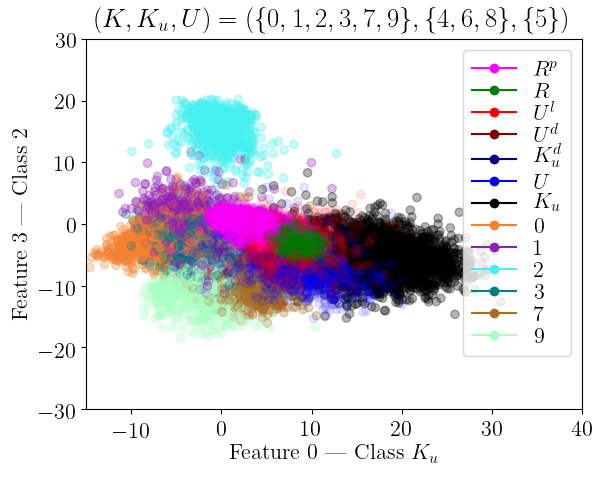 (K, K_u, U) = ({0, 1, 2, 3, 7, 9}, {4, 6, 8}, {5})
30
20
10
0
−10
−20
−30
Feature 3 — Class 2
−10 0 10 20 30 40
Feature 0 — Class K_u
R^p
R
U^l
U^d
K_u^d
U
K_u
0
1
2
3
7
9